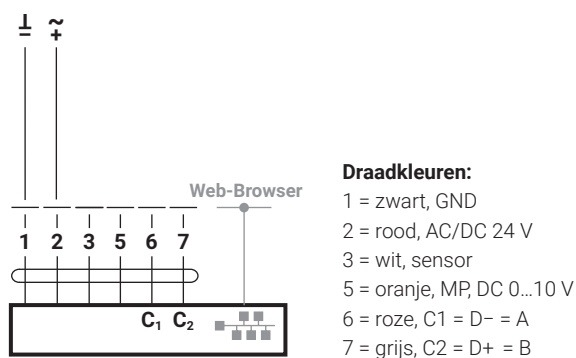 ⊥ ~
– +
Web-Browser
1 2 3 5 6 7
C₁ C₂
Draadkleuren:
1 = zwart, GND
2 = rood, AC/DC 24 V
3 = wit, sensor
5 = oranje, MP, DC 0…10 V
6 = roze, C1 = D− = A
7 = grijs, C2 = D+ = B